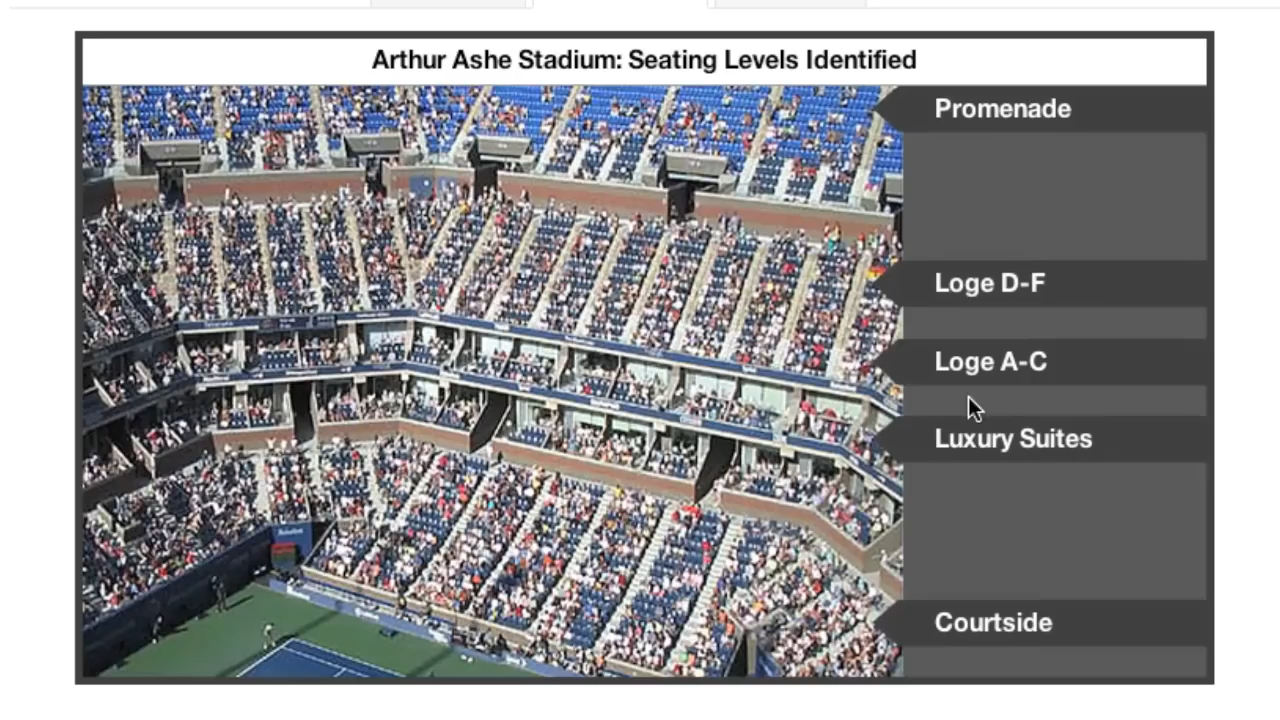 Arthur Ashe Stadium: Seating Levels Identified
Promenade
Loge D-F
Loge A-C
Luxury Suites
Courtside